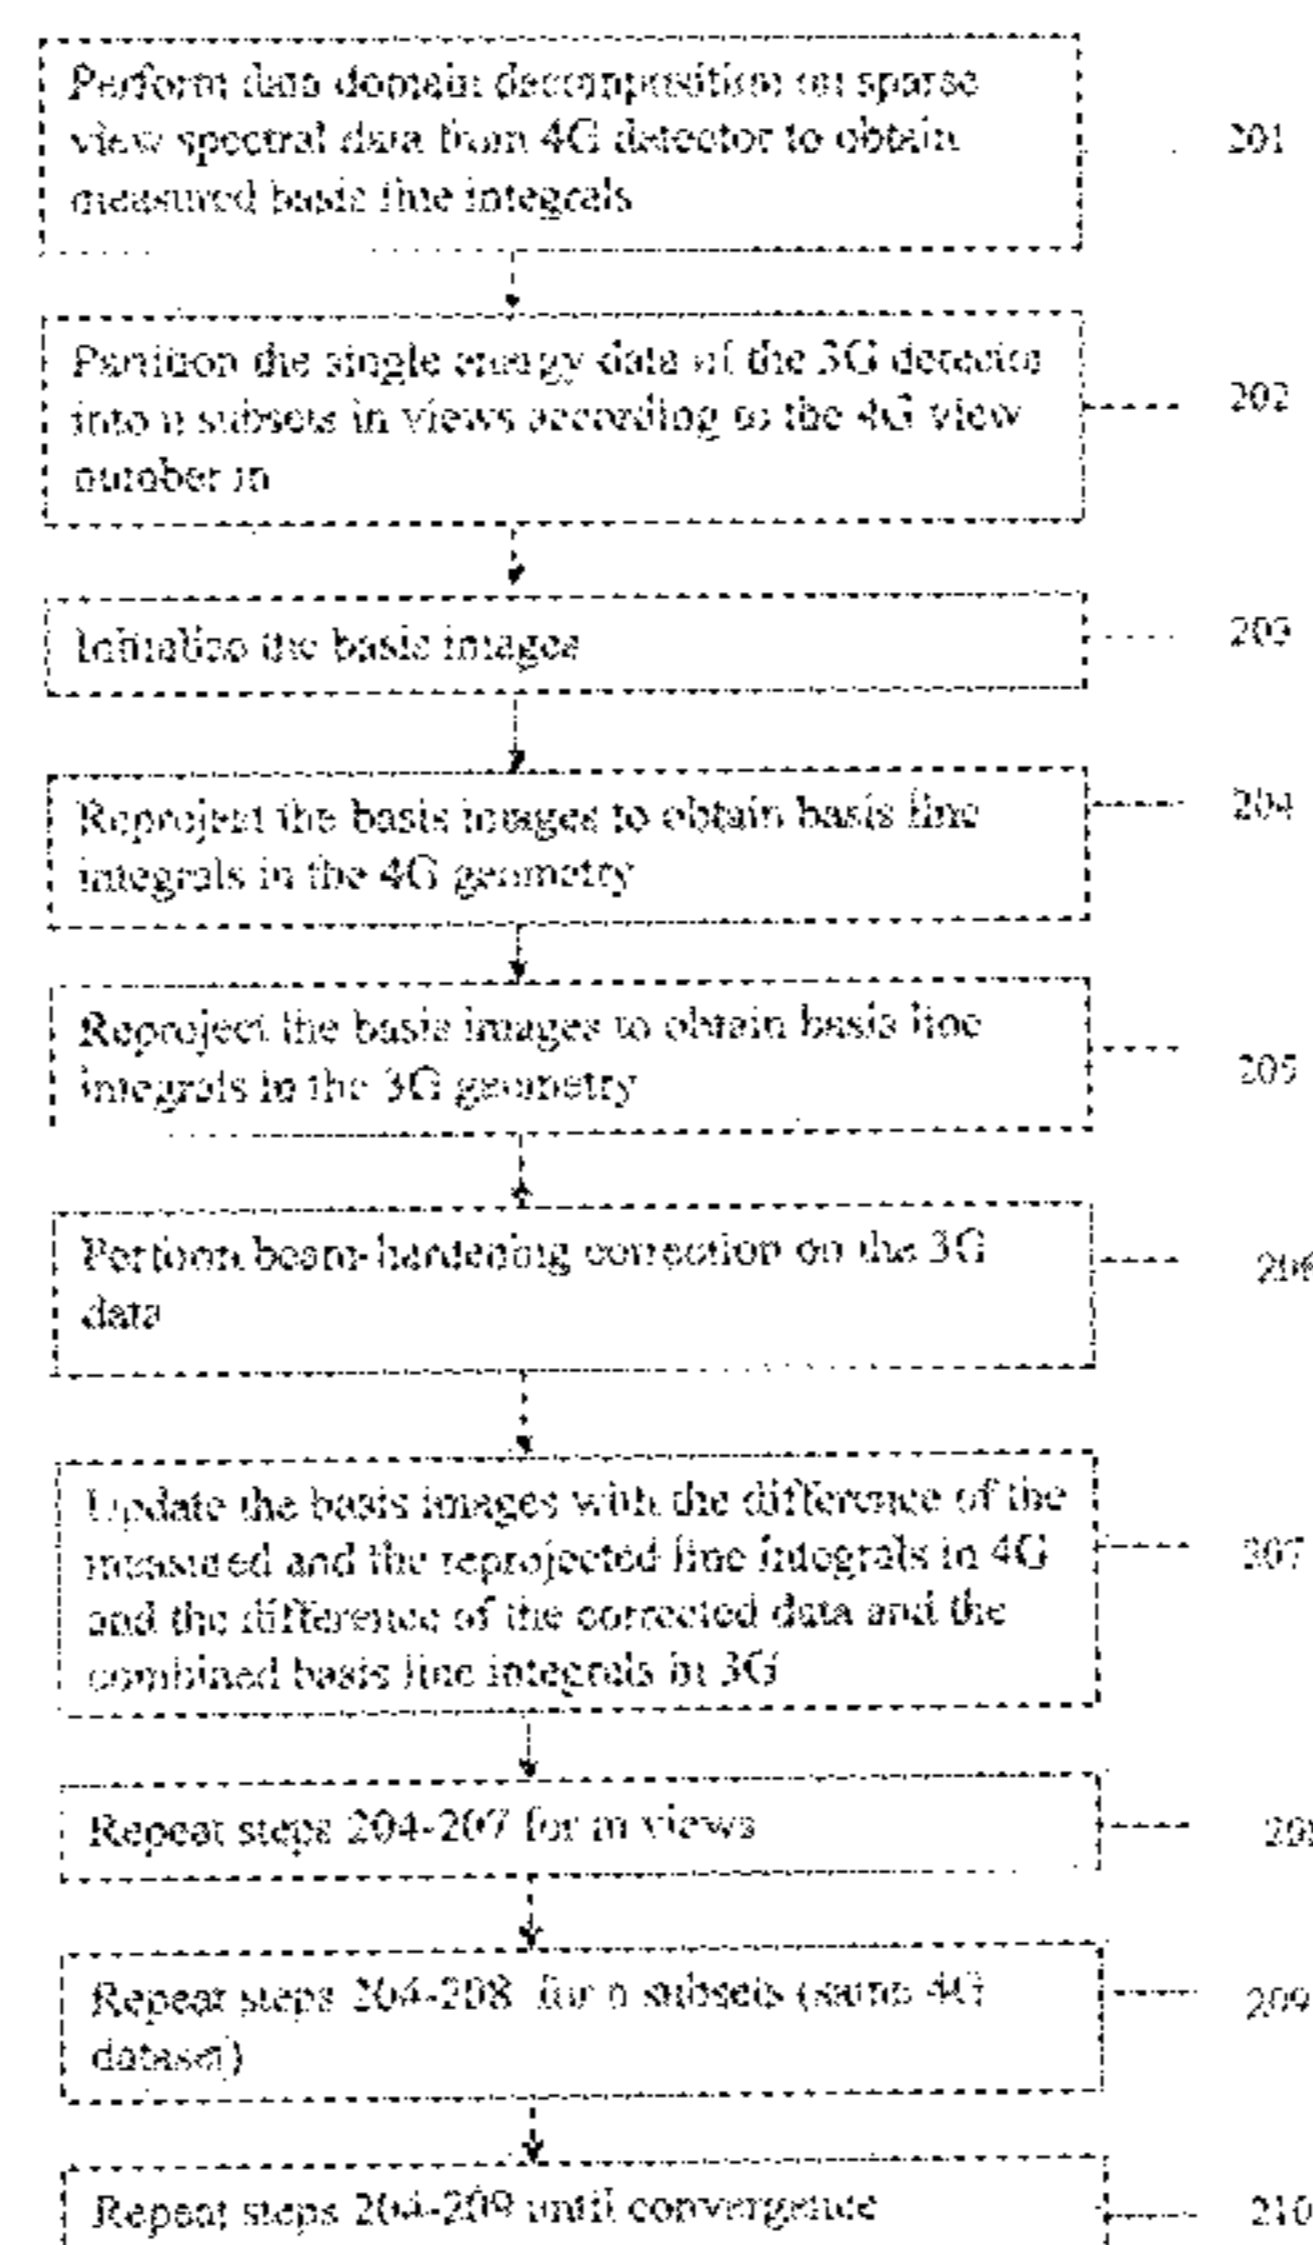 Perform data domain decomposition on sparse
view spectral data from 4G detector to obtain
measured basis line integrals
201
Partition the single energy data of the 3G detector
into n subsets in views according to the 4G view
number m
202
Initialize the basis images
203
Reproject the basis images to obtain basis line
integrals in the 4G geometry
204
Reproject the basis images to obtain basis line
integrals in the 3G geometry
205
Perform beam-hardening correction on the 3G
data
206
Update the basis images with the difference of the
measured and the reprojected line integrals in 4G
and the difference of the corrected data and the
combined basis line integrals in 3G
207
Repeat steps 204-207 for m views
Repeat steps 204-208 for n subsets (same 4G
dataset)
209
Repeat steps 204-209 until convergence
210